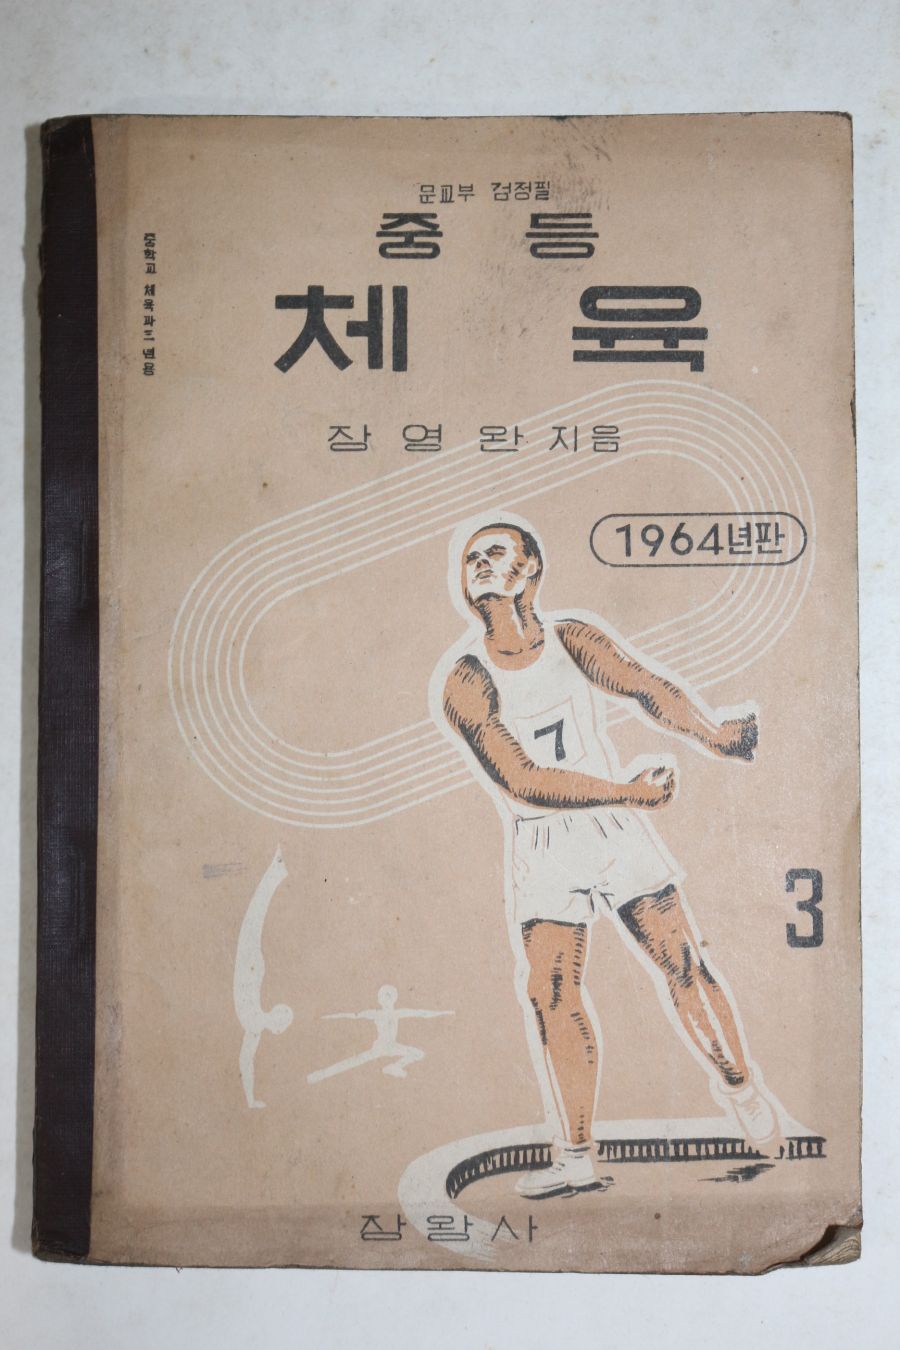 문교부 검정필
중등
체육
중학교 체육과 三년용
장영완 지음
1964년판
7
3
장왕사